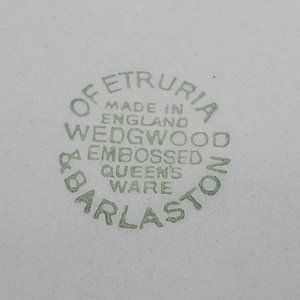 OF ETRURIA
MADE IN
ENGLAND
WEDGWOOD
EMBOSSED
QUEEN'S
WARE
& BARLASTON